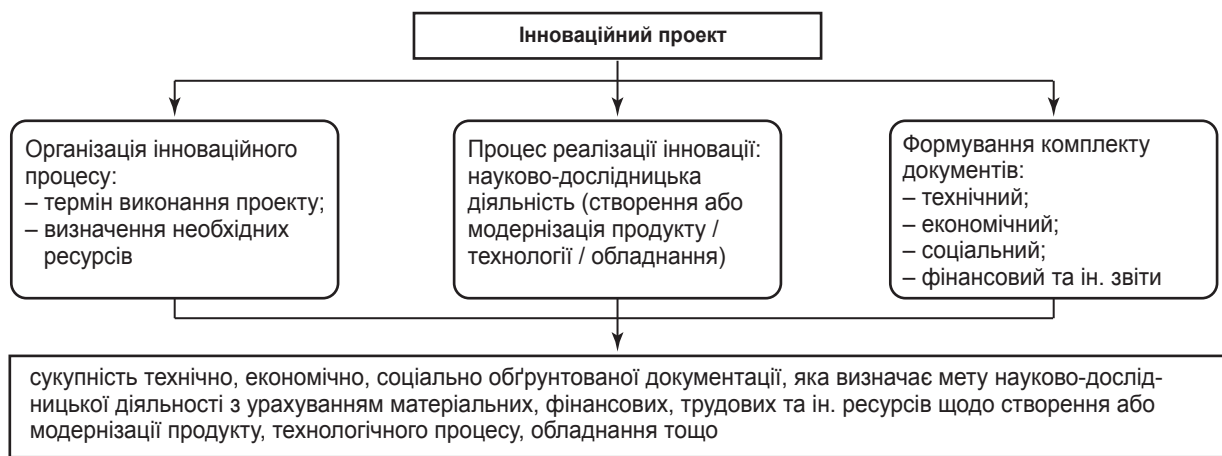 Інноваційний проект
Організація інноваційного
процесу:
– термін виконання проекту;
– визначення необхідних
ресурсів
Процес реалізації інновації:
науково-дослідницька
діяльність (створення або
модернізація продукту /
технології / обладнання)
Формування комплекту
документів:
– технічний;
– економічний;
– соціальний;
– фінансовий та ін. звіти
сукупність технічно, економічно, соціально обґрунтованої документації, яка визначає мету науково-дослід-
ницької діяльності з урахуванням матеріальних, фінансових, трудових та ін. ресурсів щодо створення або
модернізації продукту, технологічного процесу, обладнання тощо